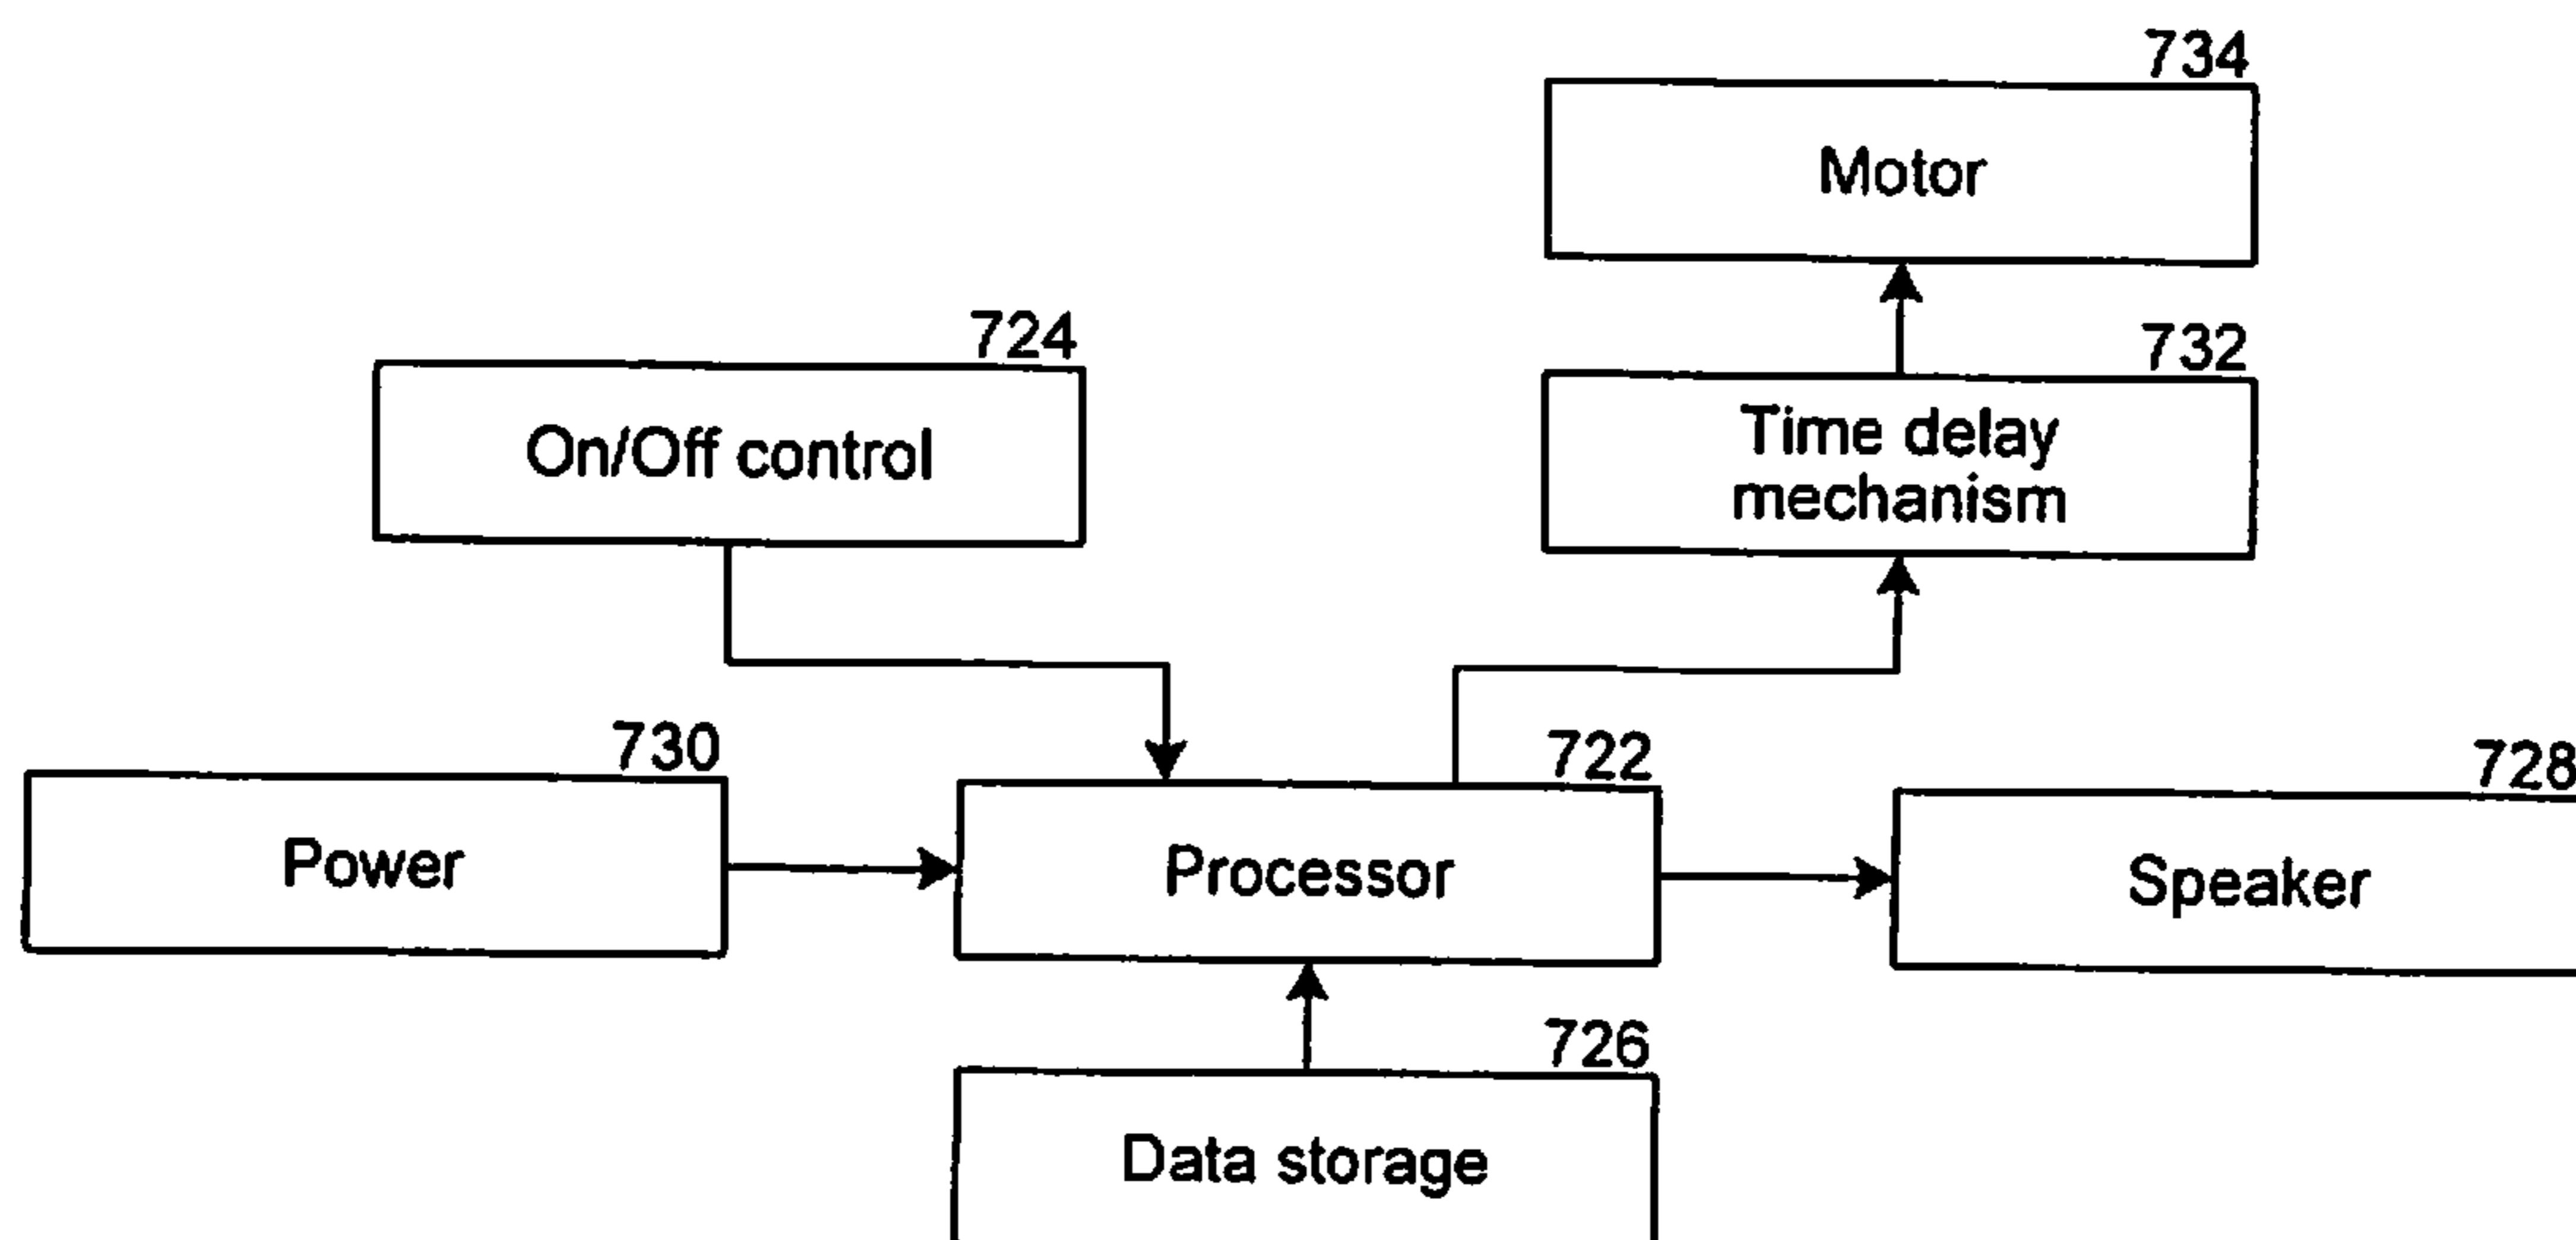 734
Motor
724
732
On/Off control
Time delay
mechanism
730
722
728
Power
Processor
Speaker
726
Data storage